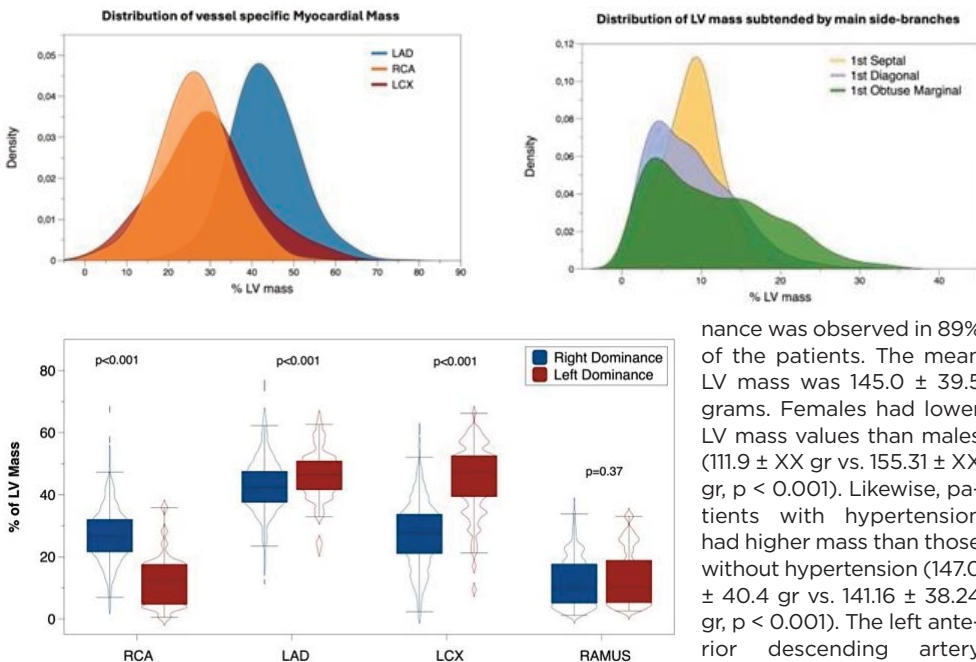 Distribution of vessel specific Myocardial Mass
0,05
0,04
0,03
0,02
0,01
0
Density
LAD
RCA
LCX
0 10 20 30 40 50 60 70 80 90
% LV mass
Distribution of LV mass subtended by main side-branches
0,12
0,10
0,08
0,06
0,04
0,02
0
Density
1st Septal
1st Diagonal
1st Obtuse Marginal
0 10 20 30 40
% LV mass
80
60
40
20
0
% of LV Mass
p<0.001 p<0.001 p<0.001
p=0.37
Right Dominance
Left Dominance
RCA LAD LCX RAMUS
nance was observed in 89%
of the patients. The mean
LV mass was 145.0 ± 39.5
grams. Females had lower
LV mass values than males
(111.9 ± XX gr vs. 155.31 ± XX
gr, p < 0.001). Likewise, pa-
tients with hypertension
had higher mass than those
without hypertension (147.0
± 40.4 gr vs. 141.16 ± 38.24
gr, p < 0.001). The left ante-
rior descending artery